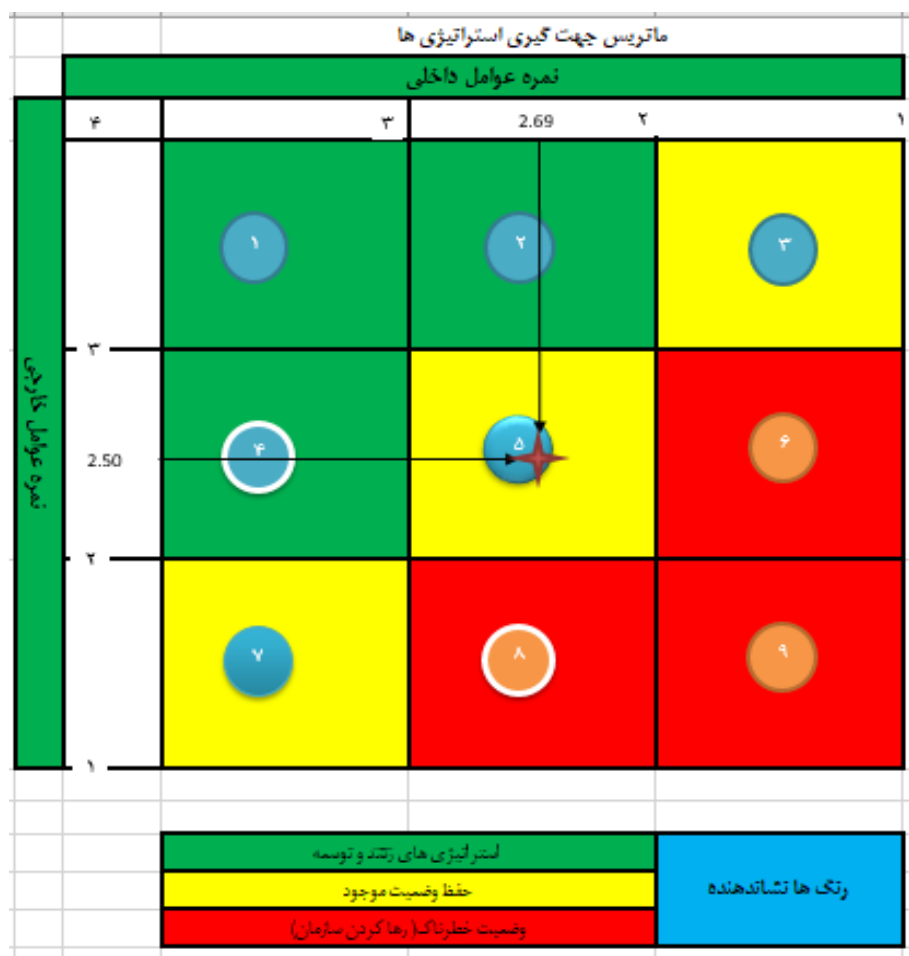 ماتریس جهت گیری استراتیژی ها
نمره عوامل داخلی
۴ ۳ 2.69 ۲ ۱
نمره عوامل خارجی
۱ ۲ ۳
۳
2.50 ۴ ۵ ۶
۲
۷ ۸ ۹
۱
استراتیژی های رشد و توسعه
حفظ وضعیت موجود
وضعیت خطرناک(رها کردن سازمان)
رنگ ها نشاندهنده